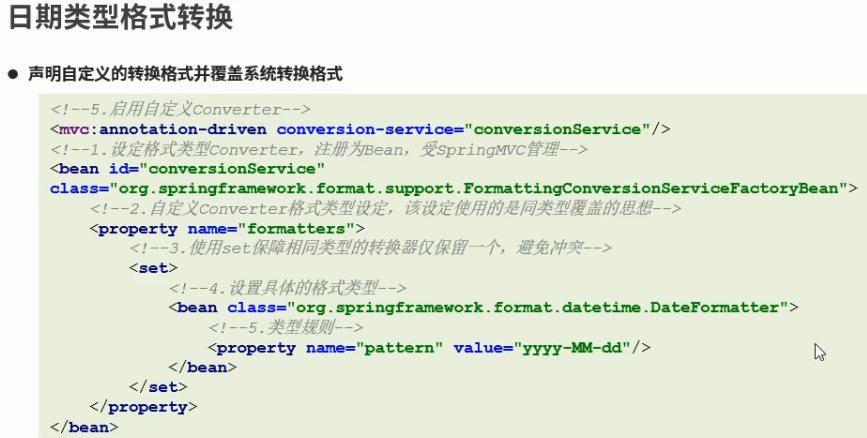 日期类型格式转换
● 声明自定义的转换格式并覆盖系统转换格式
<!--5.启用自定义Converter-->
<mvc:annotation-driven conversion-service="conversionService"/>
<!--1.设定格式类型Converter，注册为Bean，受SpringMVC管理-->
<bean id="conversionService"
class="org.springframework.format.support.FormattingConversionServiceFactoryBean">
<!--2.自定义Converter格式类型设定，该设定使用的是同类型覆盖的思想-->
<property name="formatters">
<!--3.使用set保障相同类型的转换器仅保留一个，避免冲突-->
<set>
<!--4.设置具体的格式类型-->
<bean class="org.springframework.format.datetime.DateFormatter">
<!--5.类型规则-->
<property name="pattern" value="yyyy-MM-dd"/>
</bean>
</set>
</property>
</bean>